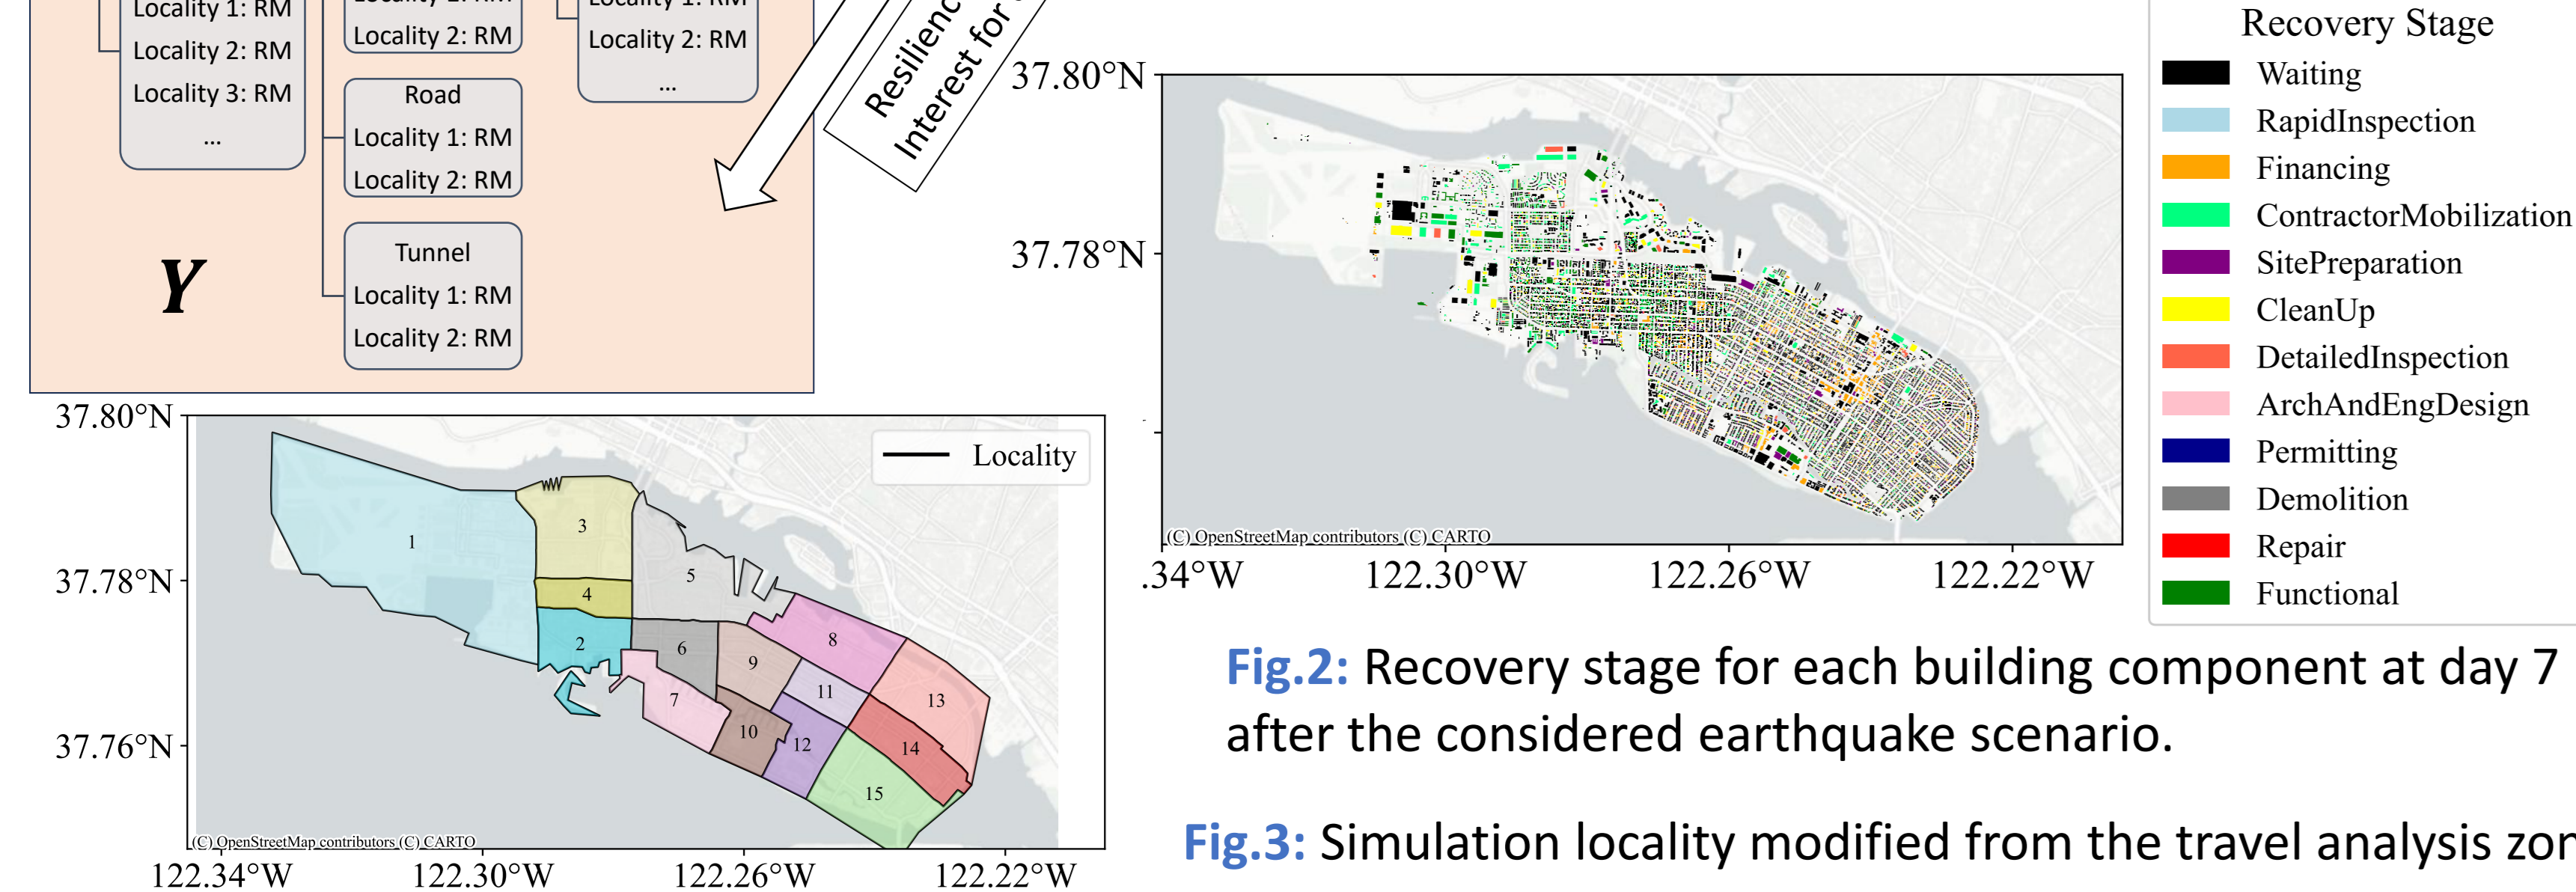 Locality 1: RM
Locality 2: RM
Locality 3: RM
...
Locality 2: RM
Road
Locality 1: RM
Locality 2: RM
Tunnel
Locality 1: RM
Locality 2: RM
Locality 1: RM
Locality 2: RM
...
Y
Interest for
37.80°N
37.78°N
.34°W
122.30°W
122.26°W
122.22°W
(C) OpenStreetMap contributors (C) CARTO
Recovery Stage
Waiting
RapidInspection
Financing
ContractorMobilization
SitePreparation
CleanUp
DetailedInspection
ArchAndEngDesign
Permitting
Demolition
Repair
Functional
Fig.2: Recovery stage for each building component at day 7
after the considered earthquake scenario.
37.80°N
37.78°N
37.76°N
122.34°W
122.30°W
122.26°W
122.22°W
Locality
1
3
5
4
2
6
8
9
11
7
13
10
12
14
15
(C) OpenStreetMap contributors (C) CARTO
Fig.3: Simulation locality modified from the travel analysis